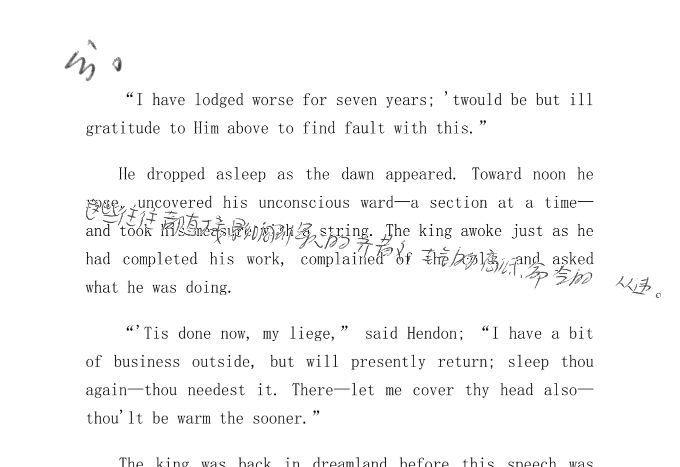 “I have lodged worse for seven years; 'twould be but ill
gratitude to Him above to find fault with this.”
He dropped asleep as the dawn appeared. Toward noon he
rose, uncovered his unconscious ward—a section at a time—
这些往往
and took his measure with a string. The king awoke just as he
had completed his work, complained of the cold, and asked
what he was doing.
“'Tis done now, my liege,” said Hendon; “I have a bit
of business outside, but will presently return; sleep thou
again—thou needest it. There—let me cover thy head also—
thou'lt be warm the sooner.”
The king was back in dreamland before this speech was